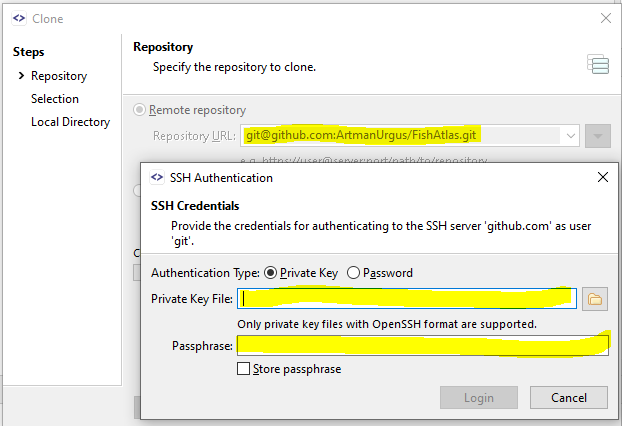 Clone
Steps
Repository
Selection
Local Directory
Repository
Specify the repository to clone.
Remote repository
Repository URL: git@github.com:ArtmanUrgus/FishAtlas.git
e.g. https://user@server:port/path/to/repository
SSH Authentication
SSH Credentials
Provide the credentials for authenticating to the SSH server 'github.com' as user
'git'.
Authentication Type: Private Key Password
Private Key File:
Only private key files with OpenSSH format are supported.
Passphrase:
Store passphrase
Login Cancel